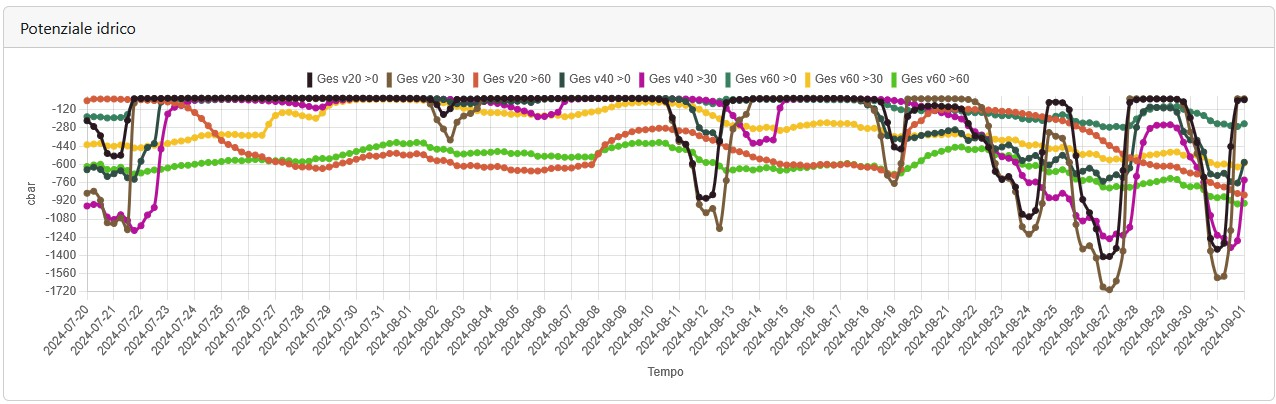 Potenziale idrico
Ges v20 >0 Ges v20 >30 Ges v20 >60 Ges v40 >0 Ges v40 >30 Ges v60 >0 Ges v60 >30 Ges v60 >60
-120
-280
-440
-600
-760
-920
-1080
-1240
-1400
-1560
-1720
cbar
2024-07-20 2024-07-21 2024-07-22 2024-07-23 2024-07-24 2024-07-25 2024-07-26 2024-07-27 2024-07-28 2024-07-29 2024-07-30 2024-07-31 2024-08-01 2024-08-02 2024-08-03 2024-08-04 2024-08-05 2024-08-06 2024-08-07 2024-08-08 2024-08-09 2024-08-10 2024-08-11 2024-08-12 2024-08-13 2024-08-14 2024-08-15 2024-08-16 2024-08-17 2024-08-18 2024-08-19 2024-08-20 2024-08-21 2024-08-22 2024-08-23 2024-08-24 2024-08-25 2024-08-26 2024-08-27 2024-08-28 2024-08-29 2024-08-30 2024-08-31 2024-09-01
Tempo